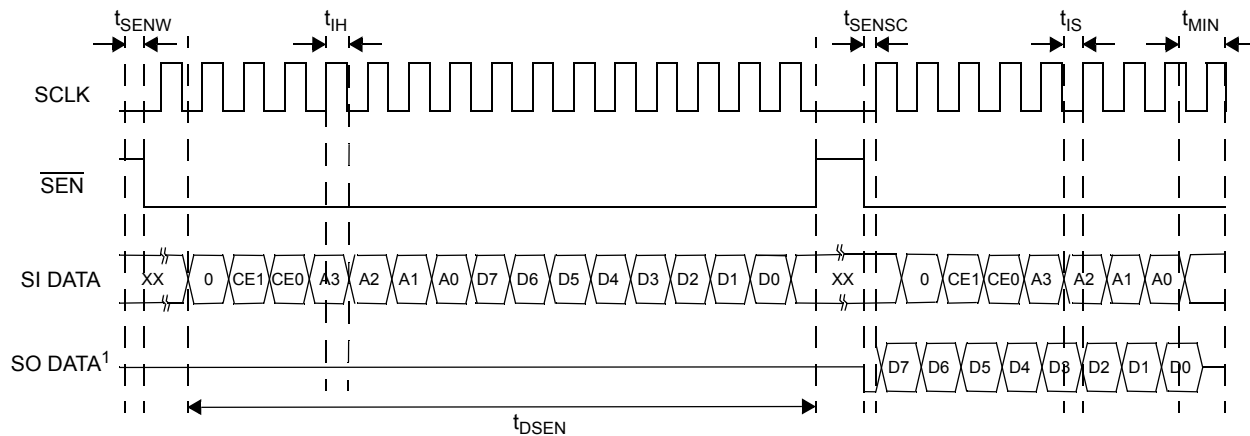 tSENW tIH tSENSC tIS tMIN
SCLK
SEN
SI DATA XX 0 CE1 CE0 A3 A2 A1 A0 D7 D6 D5 D4 D3 D2 D1 D0 XX 0 CE1 CE0 A3 A2 A1 A0
SO DATA1 D7 D6 D5 D4 D3 D2 D1 D0
tDSEN